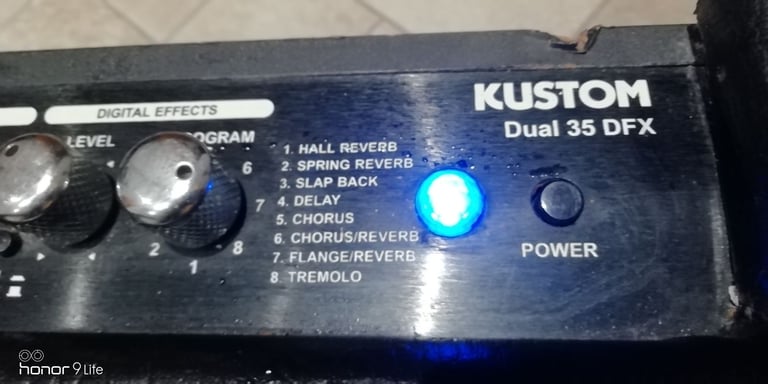 KUSTOM
Dual 35 DFX
DIGITAL EFFECTS
LEVEL
1. HALL REVERB
2. SPRING REVERB
3. SLAP BACK
4. DELAY
5. CHORUS
6. CHORUS/REVERB
7. FLANGE/REVERB
8. TREMOLO
6
7
8
1
2
POWER
honor 9 Life